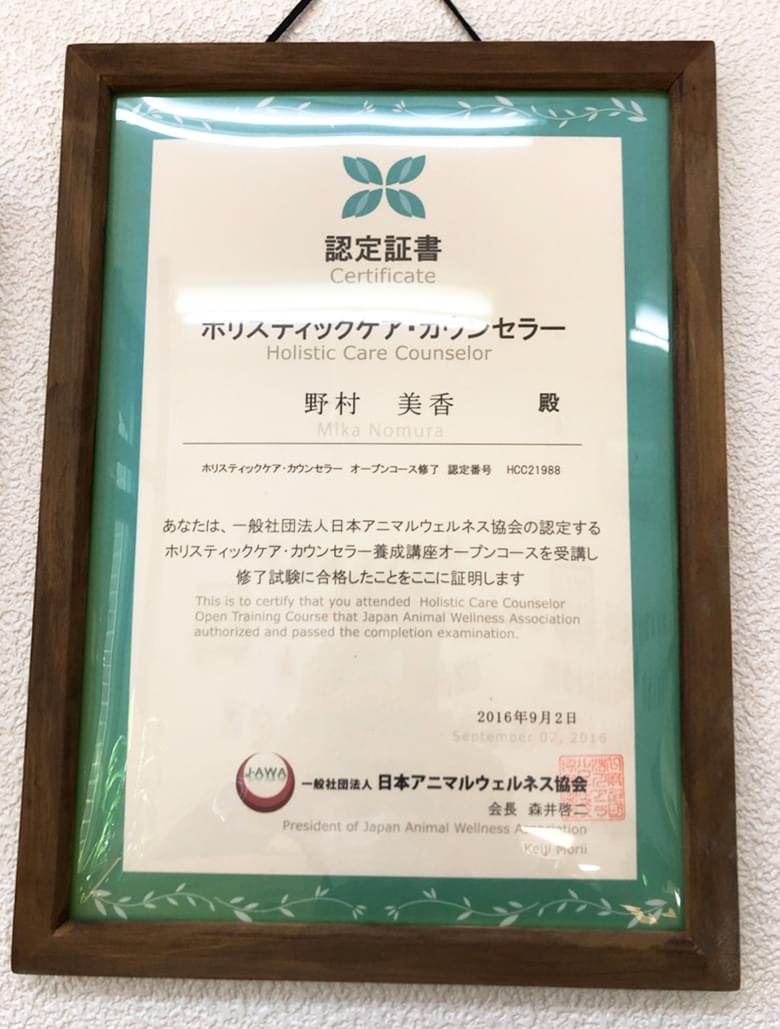 認定証書
Certificate
ホリスティックケア・カウンセラー
Holistic Care Counselor
野村 美香 殿
Mika Nomura
ホリスティックケア・カウンセラー オープンコース修了 認定番号 HCC21988
あなたは、一般社団法人日本アニマルウェルネス協会の認定する
ホリスティックケア・カウンセラー養成講座オープンコースを受講し
修了試験に合格したことをここに証明します
This is to certify that you attended Holistic Care Counselor
Open Training Course that Japan Animal Wellness Association
authorized and passed the completion examination.
2016年9月2日
September 02, 2016
JAWA
一般社団法人 日本アニマルウェルネス協会
会長 森井啓二
President of Japan Animal Wellness Association
Keiji Morii